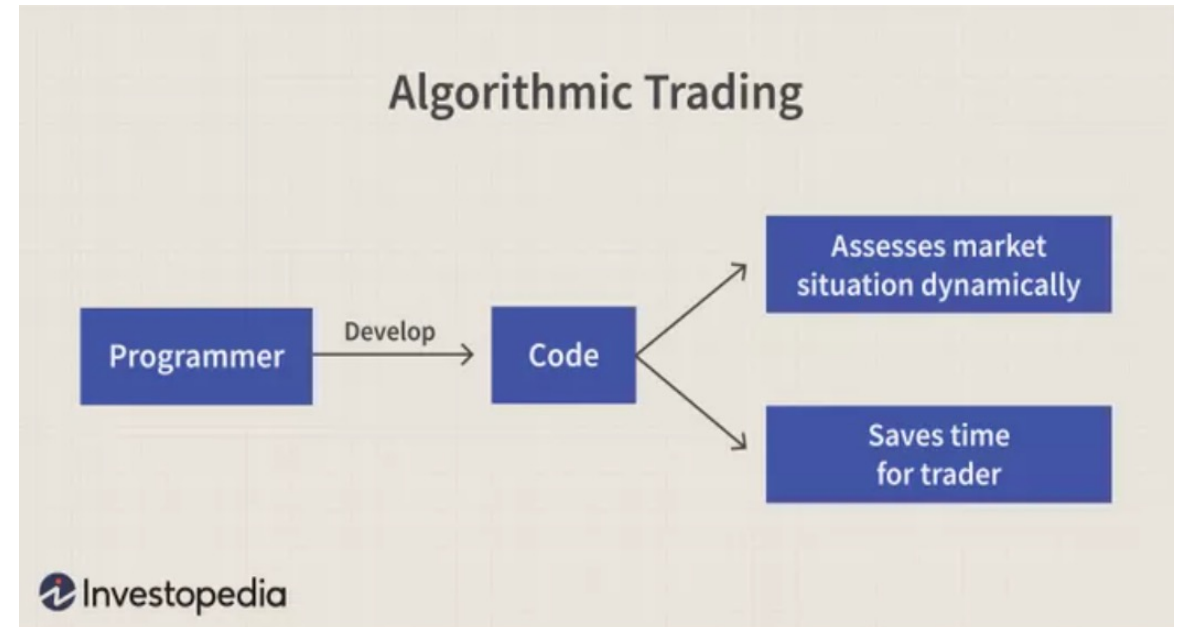 Algorithmic Trading
Programmer
Develop
Code
Assesses market
situation dynamically
Saves time
for trader
Investopedia